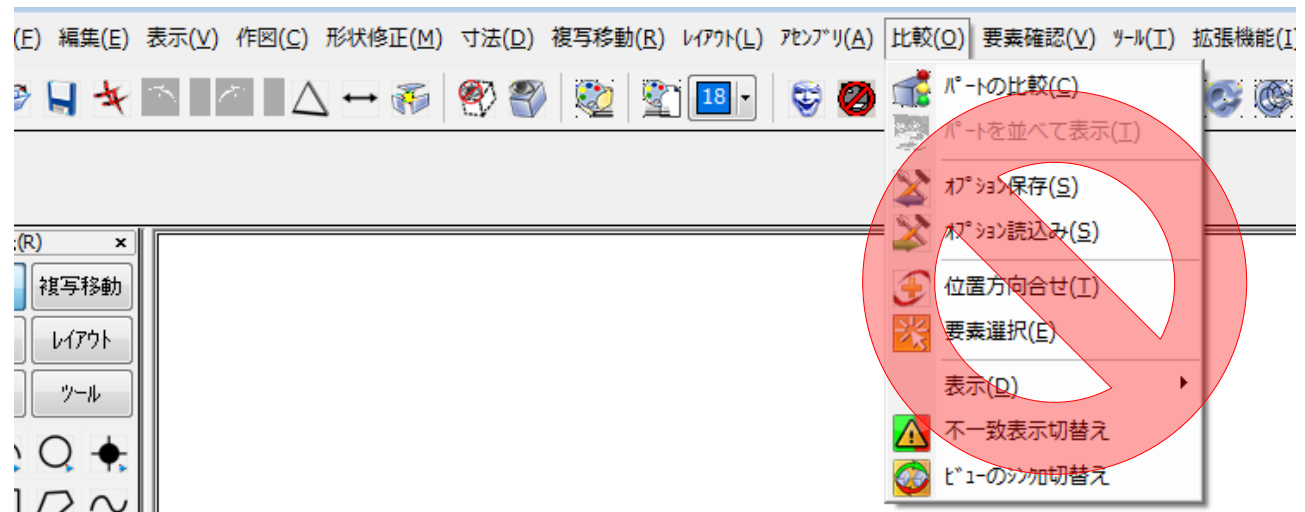 (F) 編集(E) 表示(V) 作図(C) 形状修正(M) 寸法(D) 複写移動(R) ﾚｲｱｳﾄ(L) ｱｾﾝﾌﾞﾘ(A) 比較(O) 要素確認(V) ﾂｰﾙ(T) 拡張機能(I)
18
ﾊﾟｰﾄの比較(C)
ﾊﾟｰﾄを並べて表示(T)
ｵﾌﾟｼｮﾝ保存(S)
ｵﾌﾟｼｮﾝ読込み(S)
位置方向合せ(T)
要素選択(E)
表示(D)
不一致表示切替え
ﾋﾞｭｰのｼﾝｸﾛ切替え
(R)
複写移動
レイアウト
ツール